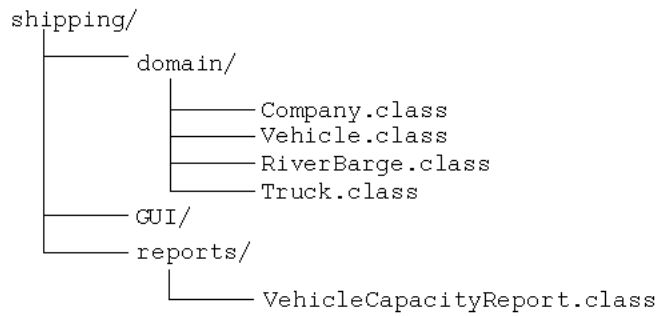 shipping/
domain/
Company.class
Vehicle.class
RiverBarge.class
Truck.class
GUI/
reports/
VehicleCapacityReport.class